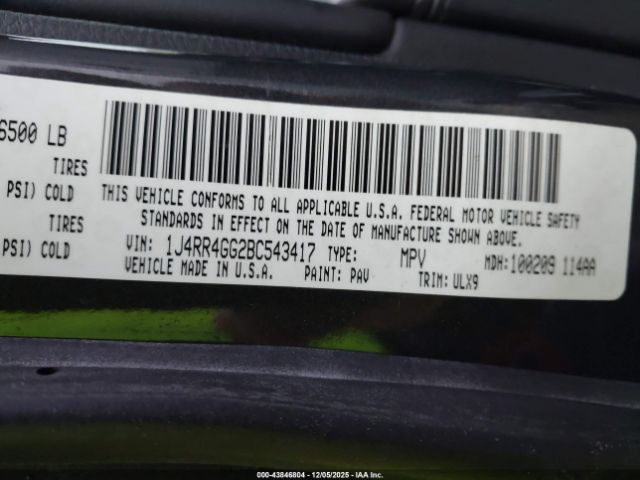 6500 LB
TIRES
PSI) COLD
TIRES
PSI) COLD
THIS VEHICLE CONFORMS TO ALL APPLICABLE U.S.A. FEDERAL MOTOR VEHICLE SAFETY
STANDARDS IN EFFECT ON THE DATE OF MANUFACTURE SHOWN ABOVE.
VIN: 1J4RR4GG2BC543417 TYPE: MPV MDH:100209 114AA
VEHICLE MADE IN U.S.A. PAINT: PAV TRIM: ULX9
000-43846804 | 12/05/2025 - IAA Inc.